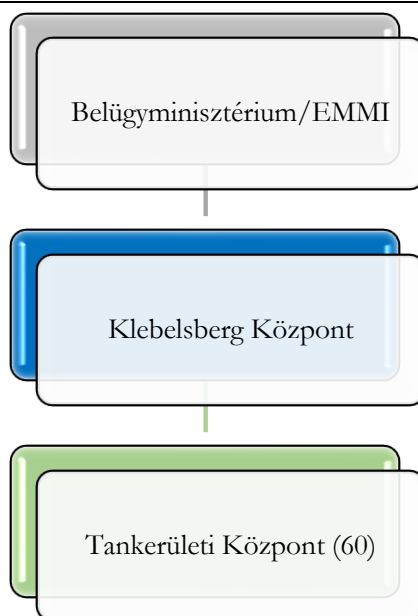 Belügyminisztérium/EMMI
Klebelsberg Központ
Tankerületi Központ (60)